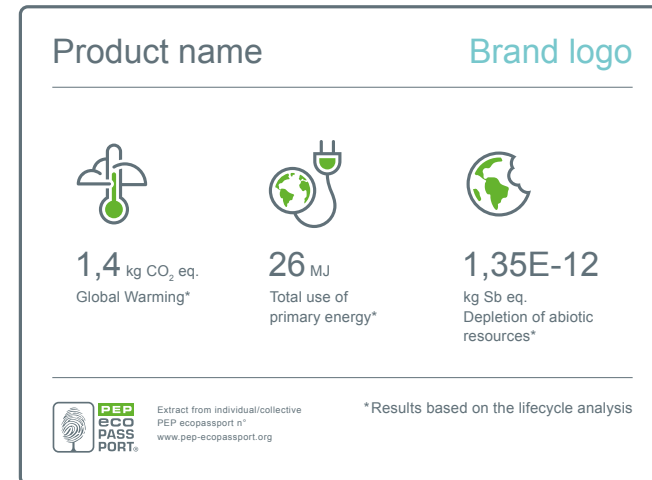 Product name
Brand logo
1,4 kg CO₂ eq.
Global Warming*
26 MJ
Total use of
primary energy*
1,35E-12
kg Sb eq.
Depletion of abiotic
resources*
PEP
eco
PASS
PORT®
Extract from individual/collective
PEP ecopassport n°
www.pep-ecopassport.org
*Results based on the lifecycle analysis